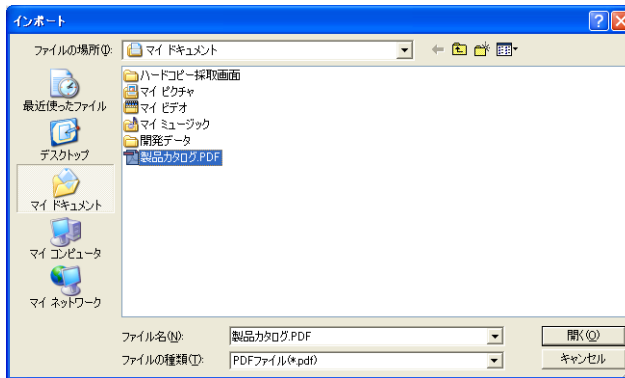 インポート
ファイルの場所(I):
マイ ドキュメント
ハードコピー採取画面
マイ ピクチャ
マイ ビデオ
マイ ミュージック
開発データ
製品カタログ.PDF
最近使ったファイル
デスクトップ
マイ ドキュメント
マイ コンピュータ
マイ ネットワーク
ファイル名(N):
製品カタログ.PDF
開く(O)
ファイルの種類(T):
PDFファイル(*.pdf)
キャンセル